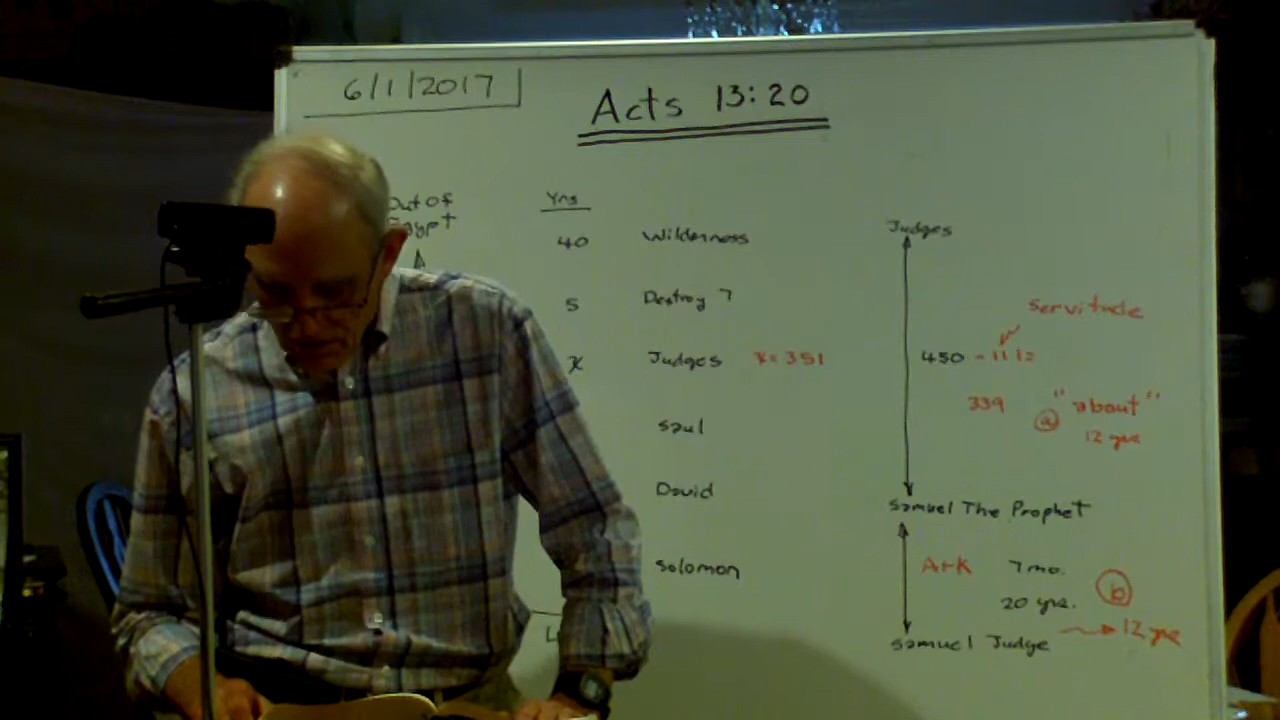 6/1/2017
Acts 13:20
Out Of
Egypt
Yrs
40 Wilderness
5 Destroy 7
x Judges x=351
Saul
David
Solomon
Judges
Servitude
450 - 111
339 "about"
a 12 yrs
Samuel The Prophet
Ark 7 mo.
20 yrs. b
Samuel Judge → 12 yrs